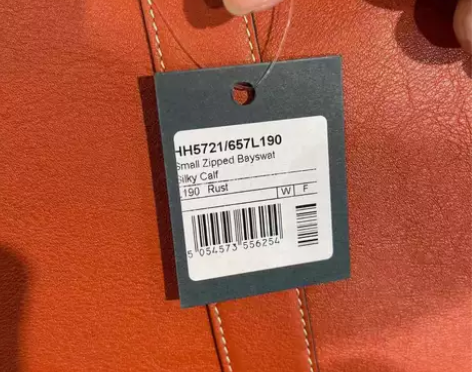 HH5721/657L190
Small Zipped Bayswat
Silky Calf
190 Rust W F
5 054573 556254